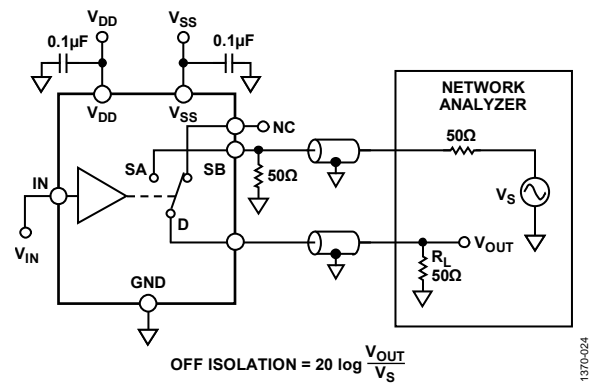 VDD
VSS
0.1µF
0.1µF
VDD
VSS
NC
SA
SB
IN
D
VIN
50Ω
GND
NETWORK
ANALYZER
50Ω
VS
VOUT
RL
50Ω
OFF ISOLATION = 20 log VOUT/VS
1370-024